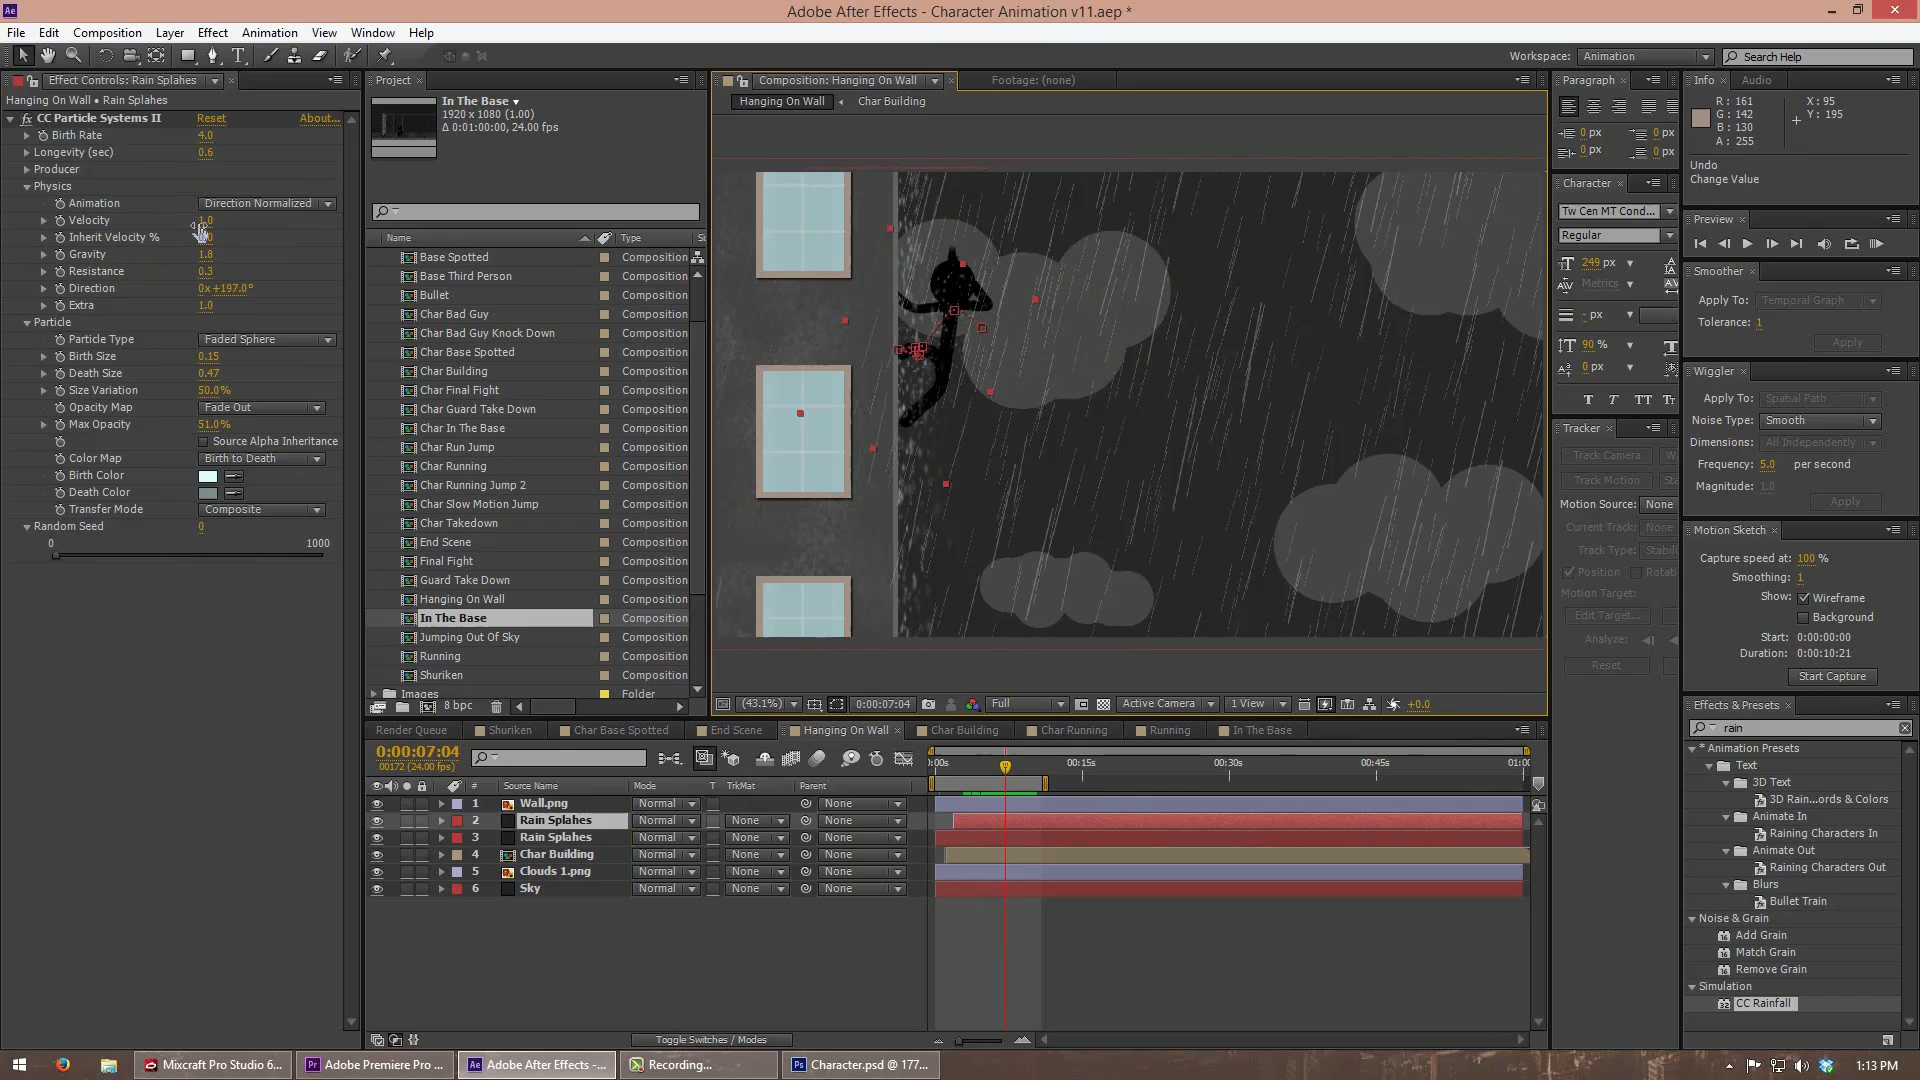 Adobe After Effects - Character Animation v11.aep *
File Edit Composition Layer Effect Animation View Window Help
Workspace: Animation Search Help
Effect Controls: Rain Splahes
Hanging On Wall • Rain Splahes
CC Particle Systems II Reset About...
Birth Rate 4.0
Longevity (sec) 0.6
Producer
Physics
Animation Direction Normalized
Velocity 1.0
Inherit Velocity %
Gravity 1.8
Resistance 0.3
Direction 0x+197.0°
Extra 1.0
Particle
Particle Type Faded Sphere
Birth Size 0.15
Death Size 0.47
Size Variation 50.0%
Opacity Map Fade Out
Max Opacity 51.0%
Source Alpha Inheritance
Color Map Birth to Death
Birth Color
Death Color
Transfer Mode Composite
Random Seed 0
0 1000
Project
In The Base
1920 x 1080 (1.00)
Δ 0:01:00:00, 24.00 fps
Name Type
Base Spotted Composition
Base Third Person Composition
Bullet Composition
Char Bad Guy Composition
Char Bad Guy Knock Down Composition
Char Base Spotted Composition
Char Building Composition
Char Final Fight Composition
Char Guard Take Down Composition
Char In The Base Composition
Char Run Jump Composition
Char Running Composition
Char Running Jump 2 Composition
Char Slow Motion Jump Composition
Char Takedown Composition
End Scene Composition
Final Fight Composition
Guard Take Down Composition
Hanging On Wall Composition
In The Base Composition
Jumping Out Of Sky Composition
Running Composition
Shuriken Composition
Images Folder
8 bpc
Composition: Hanging On Wall Footage: (none)
Hanging On Wall Char Building
(43.1%) 0:00:07:04 Full Active Camera 1 View +0.0
Paragraph
0 px 0 px
0 px 0 px
Character
Tw Cen MT Cond...
Regular
249 px
Metrics
- px
90 %
0 px
T T TT Tт
Tracker
Track Camera
Track Motion
Motion Source: None
Current Track: None
Track Type: Stabili
Position Rotati
Motion Target:
Edit Target...
Analyze:
Reset
Info Audio
R : 161 X : 95
G : 142 Y : 195
B : 130
A : 255
Undo
Change Value
Preview
Smoother
Apply To: Temporal Graph
Tolerance: 1
Apply
Wiggler
Apply To: Spatial Path
Noise Type: Smooth
Dimensions: All Independently
Frequency: 5.0 per second
Magnitude: 1.0
Apply
Motion Sketch
Capture speed at: 100 %
Smoothing: 1
Show: Wireframe
Background
Start: 0:00:00:00
Duration: 0:00:10:21
Start Capture
Effects & Presets
rain
* Animation Presets
Text
3D Text
3D Rain...ords & Colors
Animate In
Raining Characters In
Animate Out
Raining Characters Out
Blurs
Bullet Train
Noise & Grain
Add Grain
Match Grain
Remove Grain
Simulation
CC Rainfall
Render Queue Shuriken Char Base Spotted End Scene Hanging On Wall Char Building Char Running Running In The Base
0:00:07:04
00172 (24.00 fps)
:00s 00:15s 00:30s 00:45s 01:00
# Source Name Mode T TrkMat Parent
1 Wall.png Normal None
2 Rain Splahes Normal None None
3 Rain Splahes Normal None None
4 Char Building Normal None None
5 Clouds 1.png Normal None None
6 Sky Normal None None
Toggle Switches / Modes
Mixcraft Pro Studio 6... Adobe Premiere Pro ... Adobe After Effects -... Recording... Character.psd @ 177... 1:13 PM